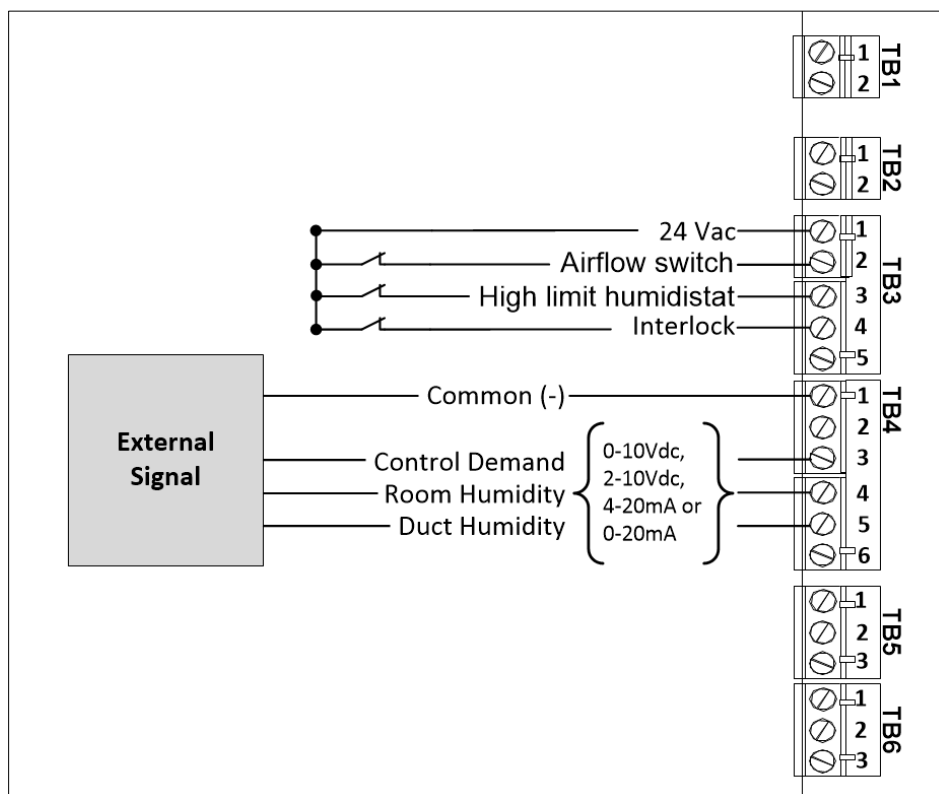 1
2
TB1
1
2
TB2
24 Vac
1
Airflow switch
2
High limit humidistat
3
Interlock
4
5
TB3
External
Signal
Common (-)
1
2
Control Demand
3
Room Humidity
4
Duct Humidity
5
6
TB4
0-10Vdc,
2-10Vdc,
4-20mA or
0-20mA
1
2
3
TB5
1
2
3
TB6